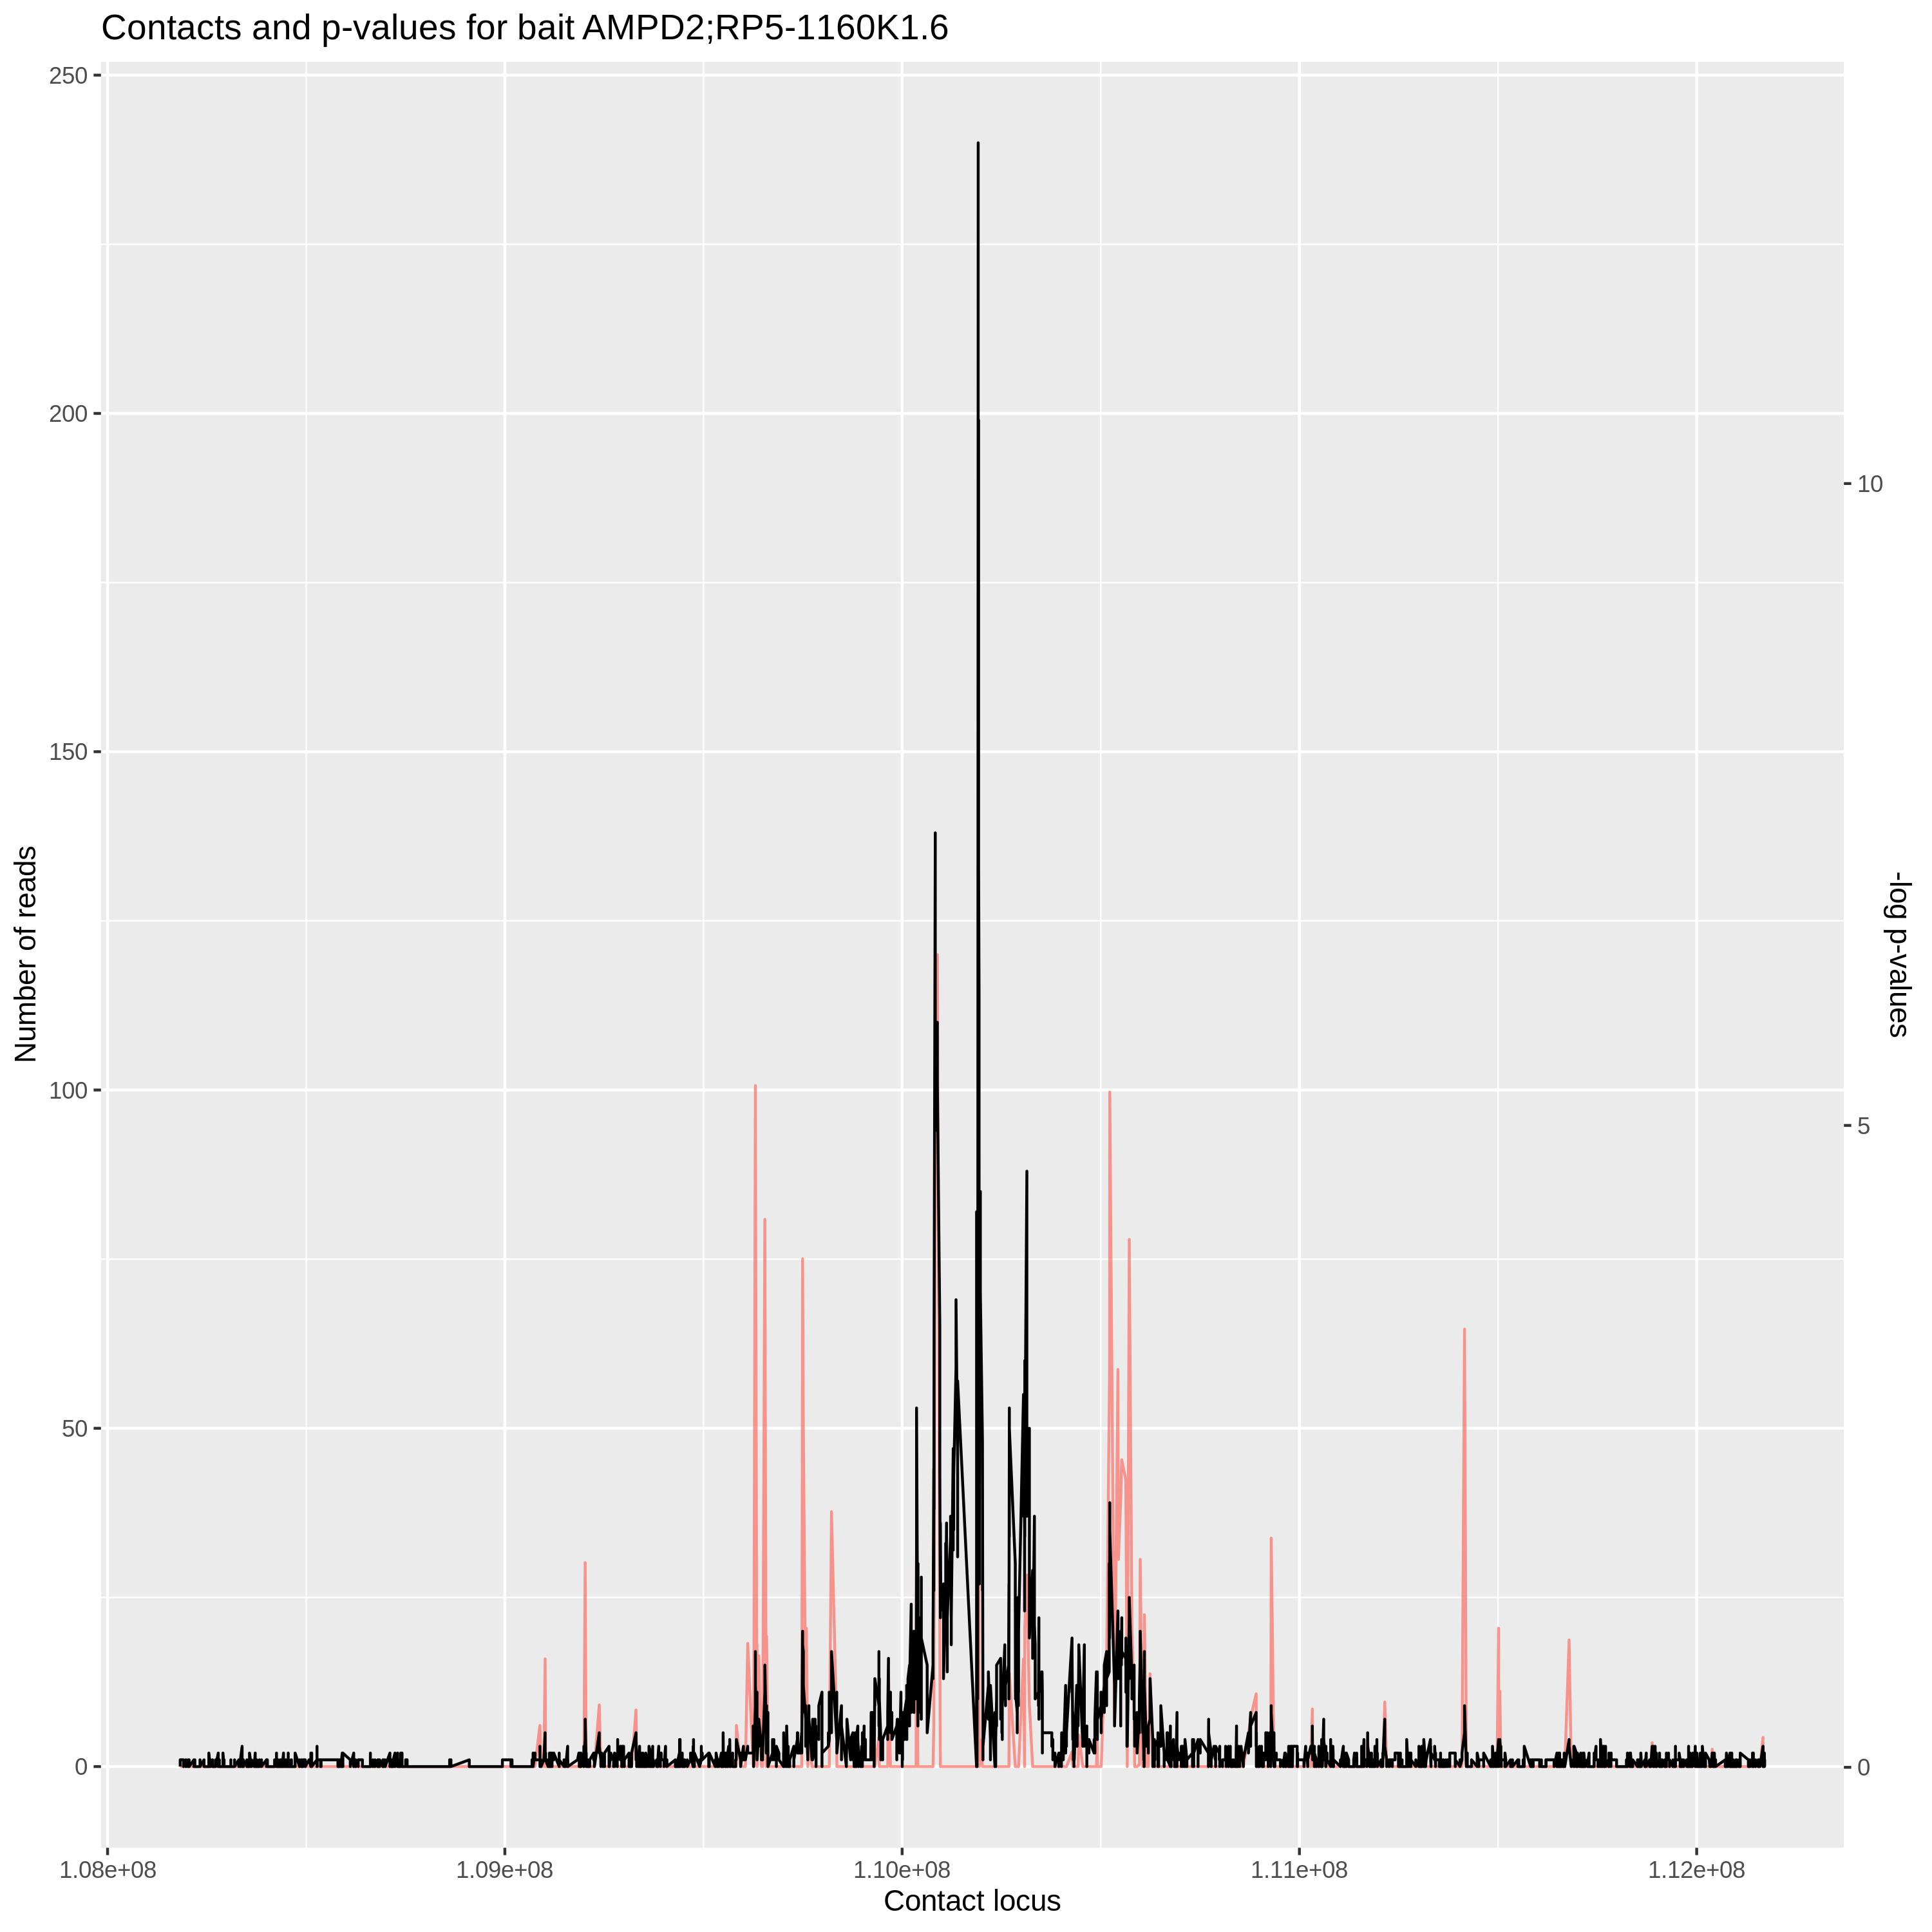 Contacts and p-values for bait AMPD2;RP5-1160K1.6
250
200
150
100
50
0
Number of reads
10
5
0
-log p-values
1.08e+08 1.09e+08 1.10e+08 1.11e+08 1.12e+08
Contact locus